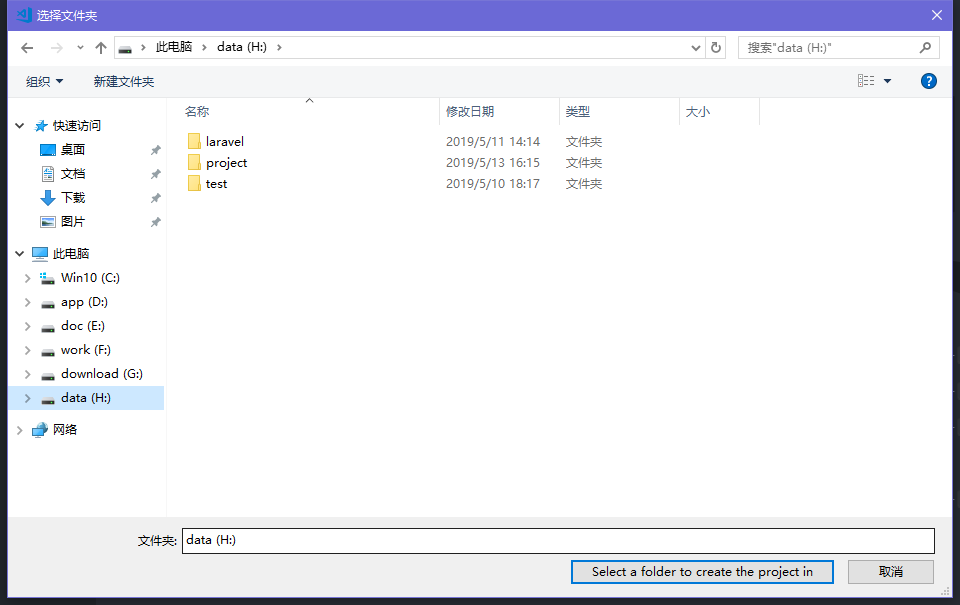 选择文件夹
此电脑 data (H:)
搜索"data (H:)"
组织 新建文件夹
名称 修改日期 类型 大小
快速访问
桌面
文档
下载
图片
此电脑
Win10 (C:)
app (D:)
doc (E:)
work (F:)
download (G:)
data (H:)
网络
laravel 2019/5/11 14:14 文件夹
project 2019/5/13 16:15 文件夹
test 2019/5/10 18:17 文件夹
文件夹: data (H:)
Select a folder to create the project in 取消